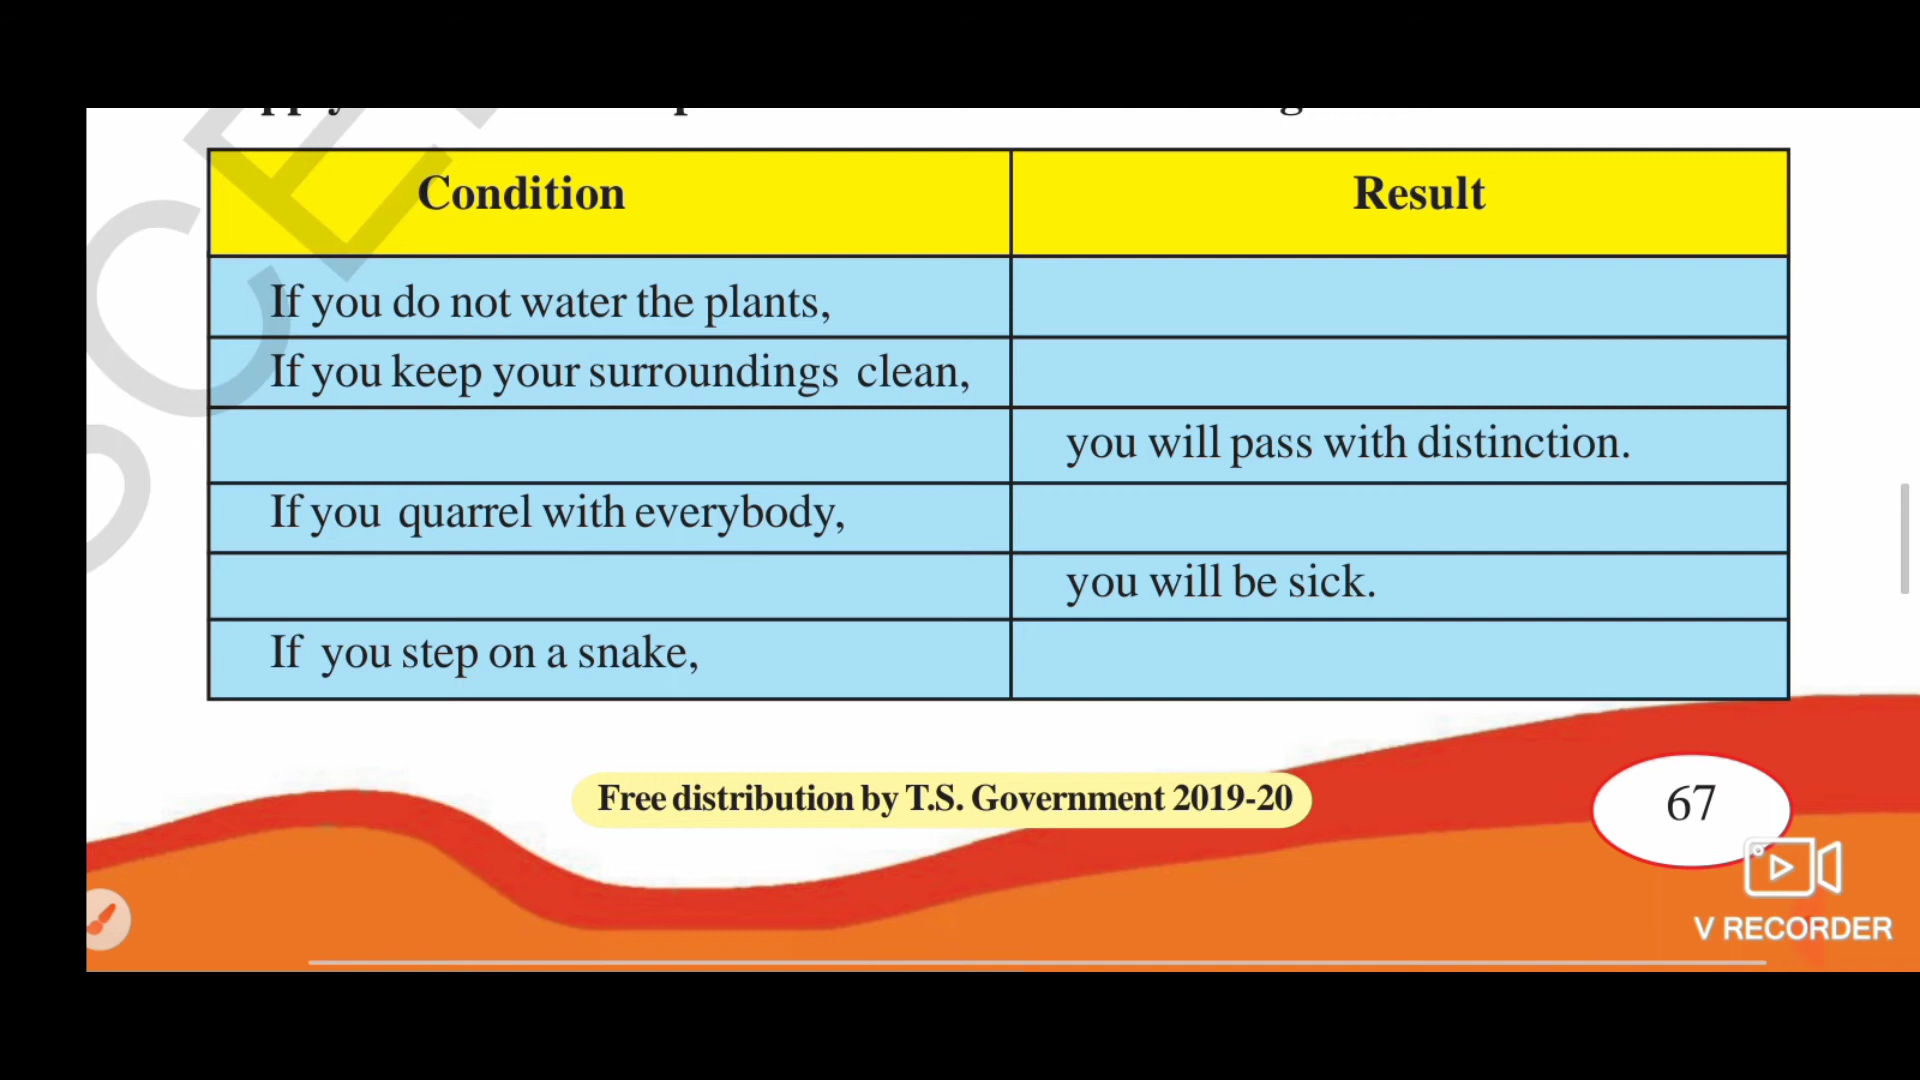 Condition Result
If you do not water the plants,
If you keep your surroundings clean,
you will pass with distinction.
If you quarrel with everybody,
you will be sick.
If you step on a snake,
Free distribution by T.S. Government 2019-20
67
V RECORDER